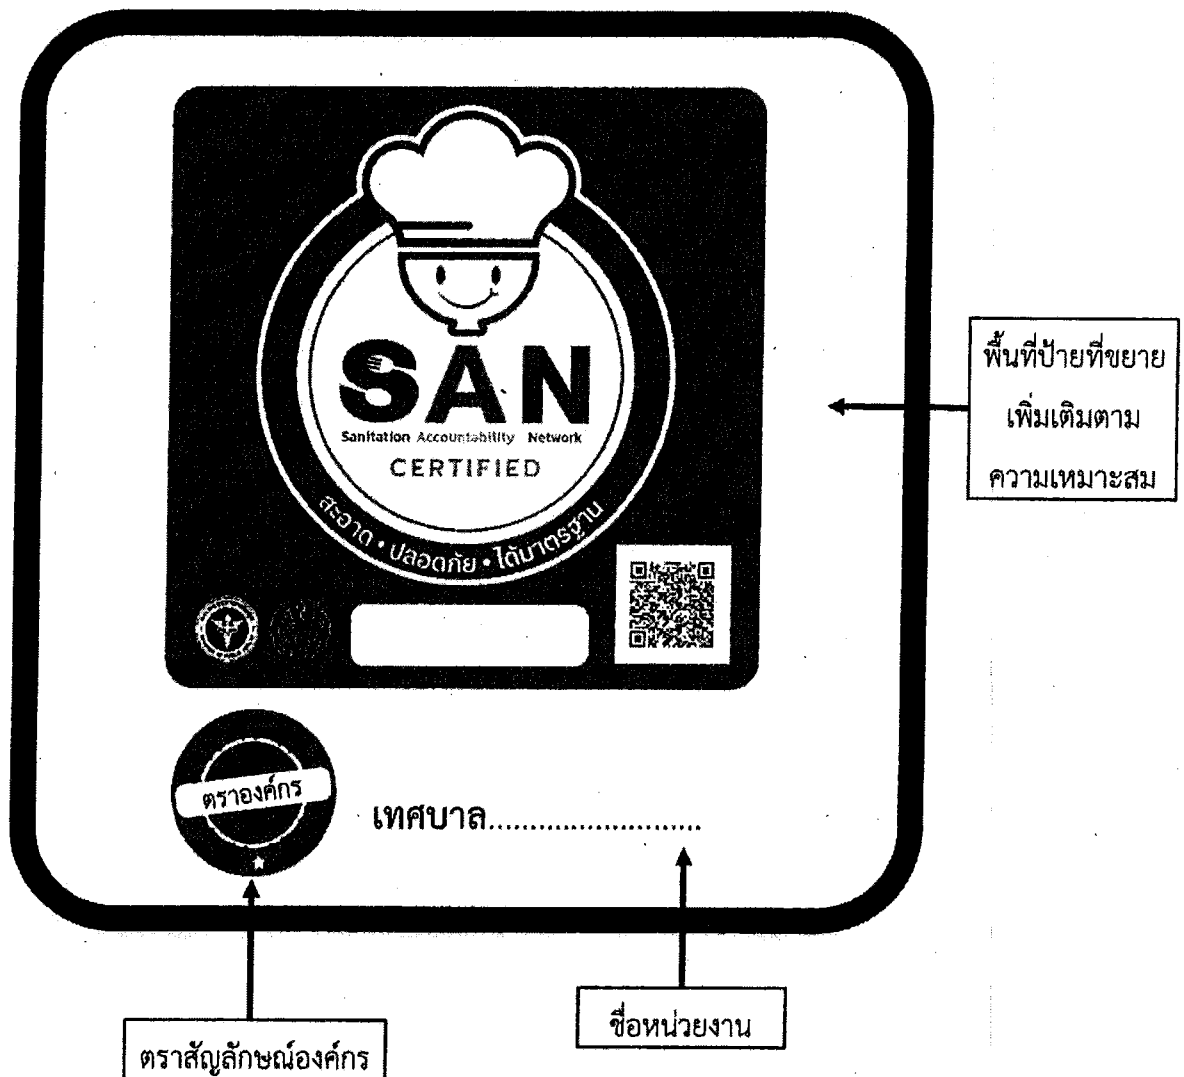 พื้นที่ป้ายที่ขยาย
เพิ่มเติมตาม
ความเหมาะสม
SAN
Sanitation Accountability Network
CERTIFIED
สะอาด • ปลอดภัย • ได้มาตรฐาน
ตราองค์กร
เทศบาล..........................
ชื่อหน่วยงาน
ตราสัญลักษณ์องค์กร